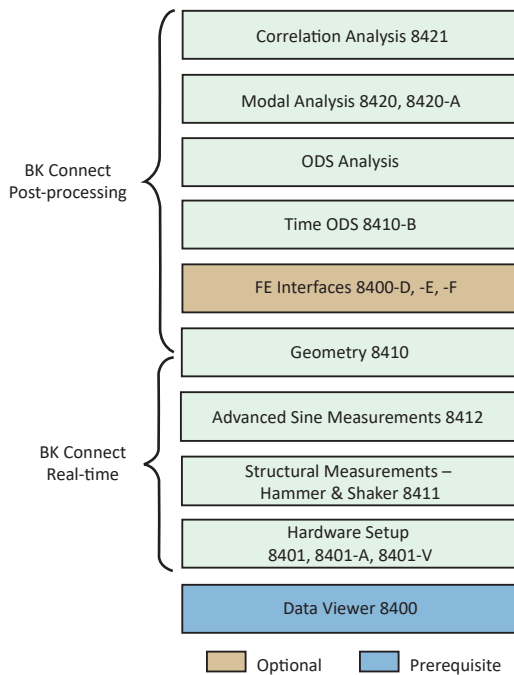 Correlation Analysis 8421
Modal Analysis 8420, 8420-A
ODS Analysis
Time ODS 8410-B
FE Interfaces 8400-D, -E, -F
Geometry 8410
Advanced Sine Measurements 8412
Structural Measurements –
Hammer & Shaker 8411
Hardware Setup
8401, 8401-A, 8401-V
Data Viewer 8400
BK Connect
Post-processing
BK Connect
Real-time
Optional
Prerequisite